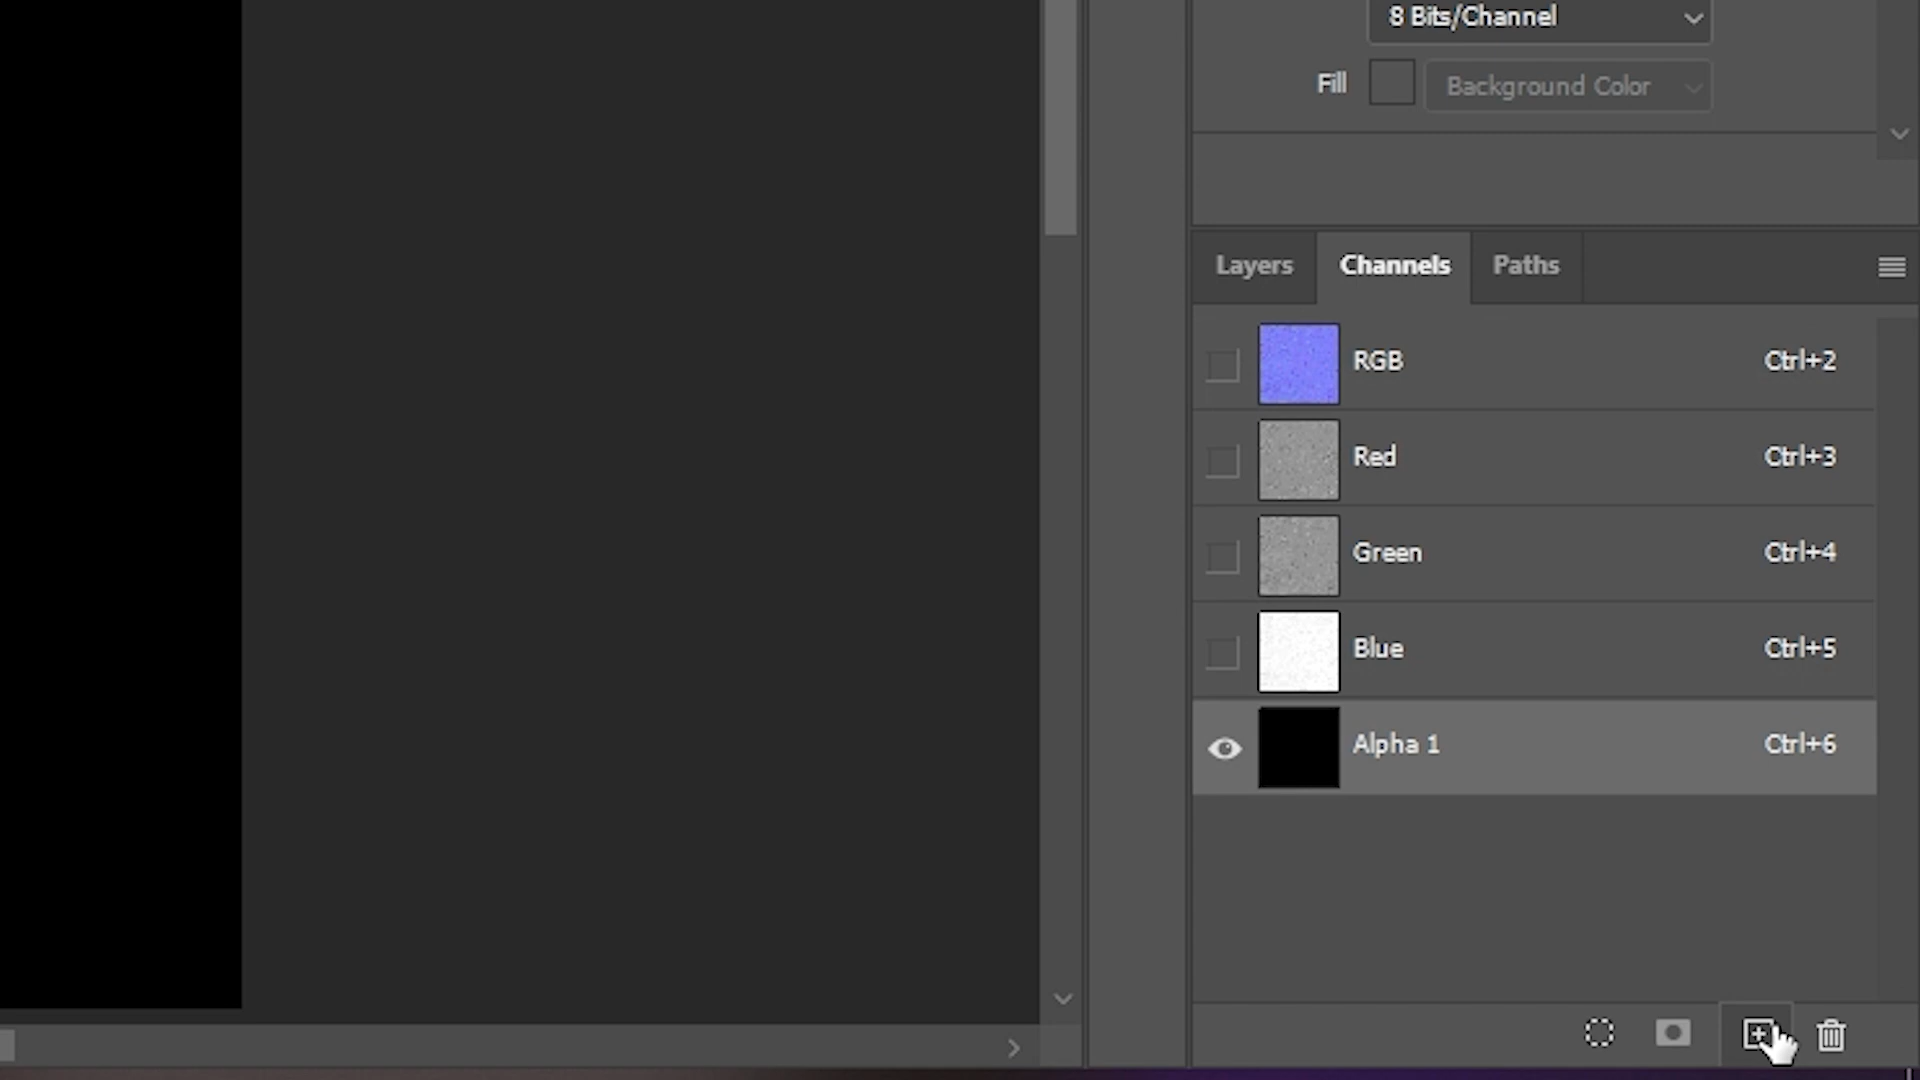 8 Bits/Channel
Fill Background Color
Layers Channels Paths
RGB Ctrl+2
Red Ctrl+3
Green Ctrl+4
Blue Ctrl+5
Alpha 1 Ctrl+6